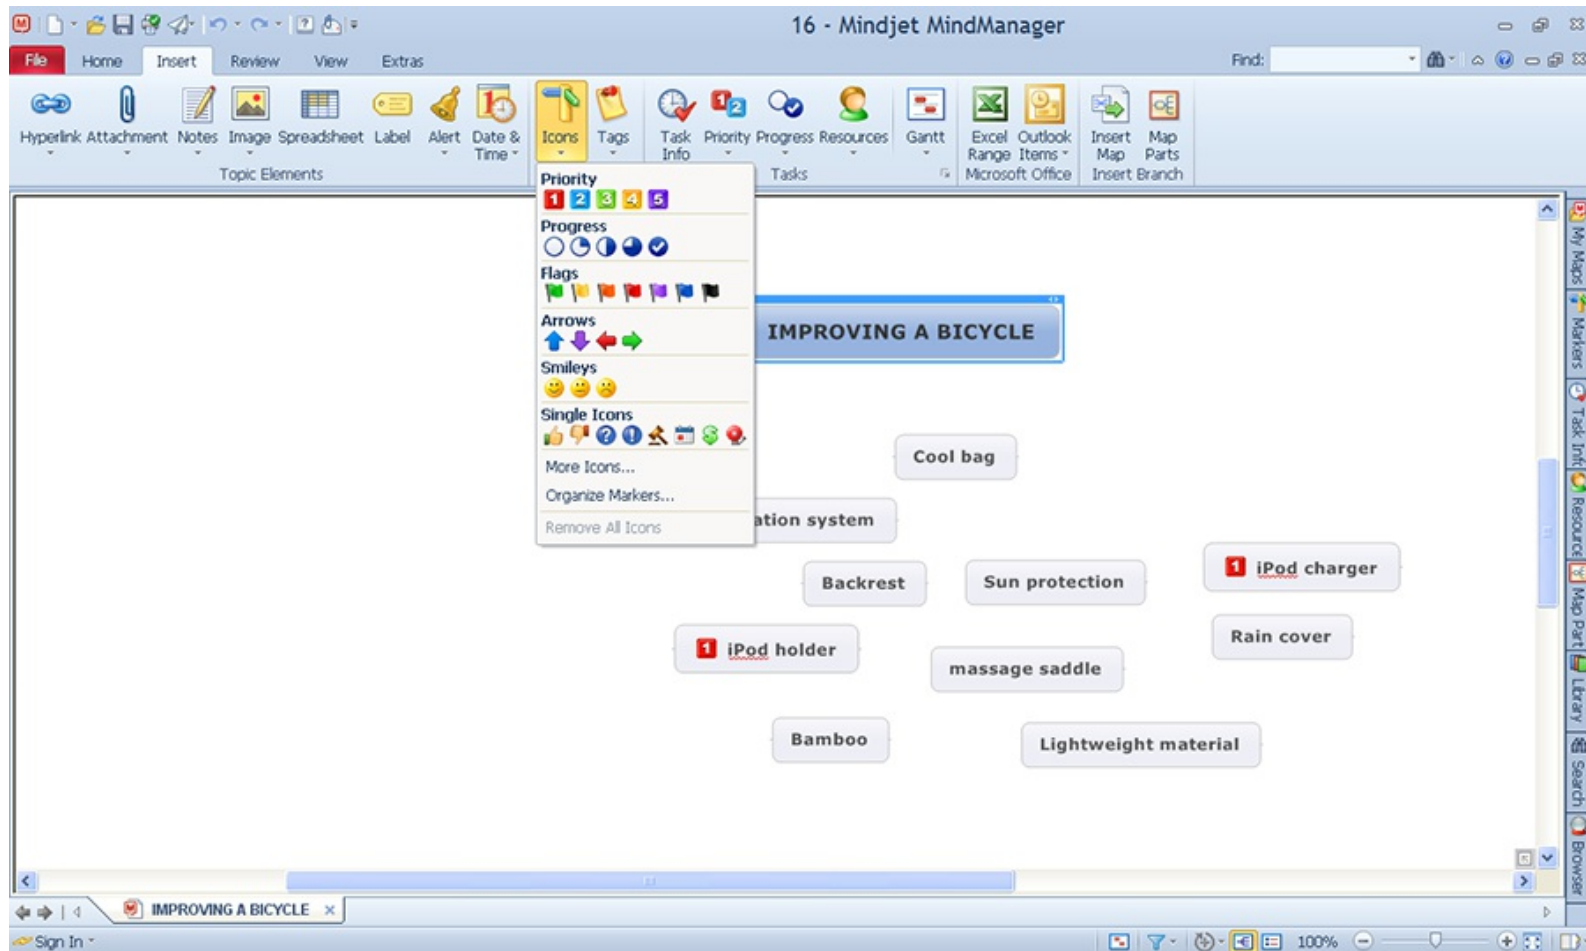 16 - Mindjet MindManager
File Home Insert Review View Extras Find:
Hyperlink Attachment Notes Image Spreadsheet Label Alert Date & Time Icons Tags Task Info Priority Progress Resources Gantt Excel Range Outlook Items Insert Map Map Parts
Topic Elements Tasks Microsoft Office Insert Branch
Priority
1 2 3 4 5
Progress
Flags
Arrows
Smileys
Single Icons
More Icons...
Organize Markers...
Remove All Icons
IMPROVING A BICYCLE
Cool bag
ation system
1 iPod charger
Backrest
Sun protection
Rain cover
1 iPod holder
massage saddle
Bamboo
Lightweight material
My Maps
Markers
Task Info
Resource
Map Part
Library
Search
Browser
IMPROVING A BICYCLE
Sign In
100%